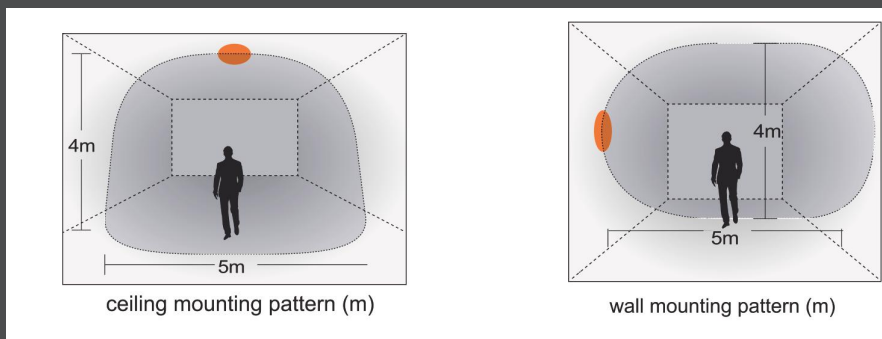 4m
5m
ceiling mounting pattern (m)
4m
5m
wall mounting pattern (m)